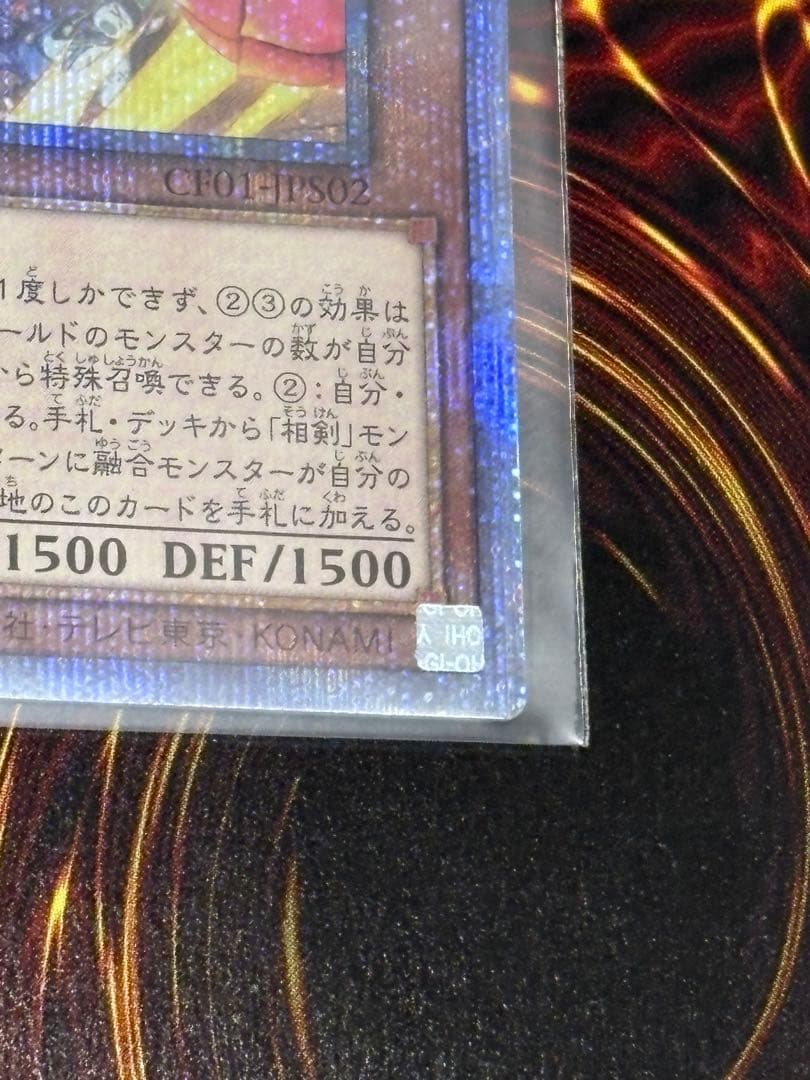 CF01-JPS02
1度しかできず、②③の効果は
ールドのモンスターの数が自分
ら特殊召喚できる。②：自分・
る。手札・デッキから「相剣」モン
ーンに融合モンスターが自分の
地のこのカードを手札に加える。
1500 DEF/1500
社・テレビ東京・KONAMI